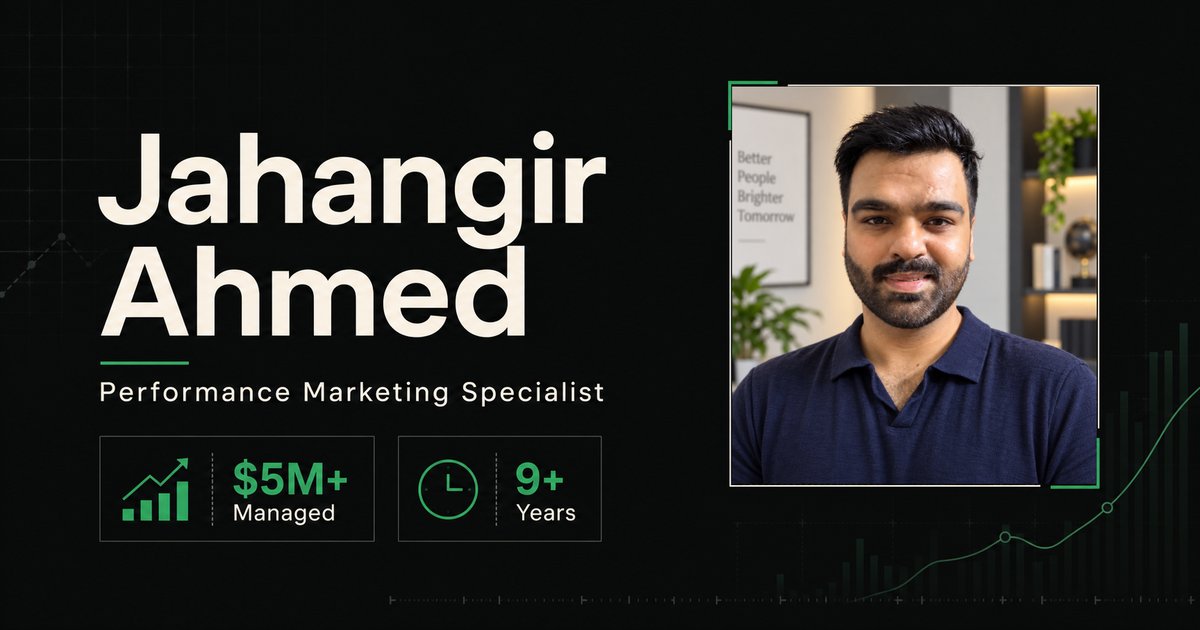 Jahangir
Ahmed
Performance Marketing Specialist
$5M+
Managed
9+
Years
Better
People
Brighter
Tomorrow